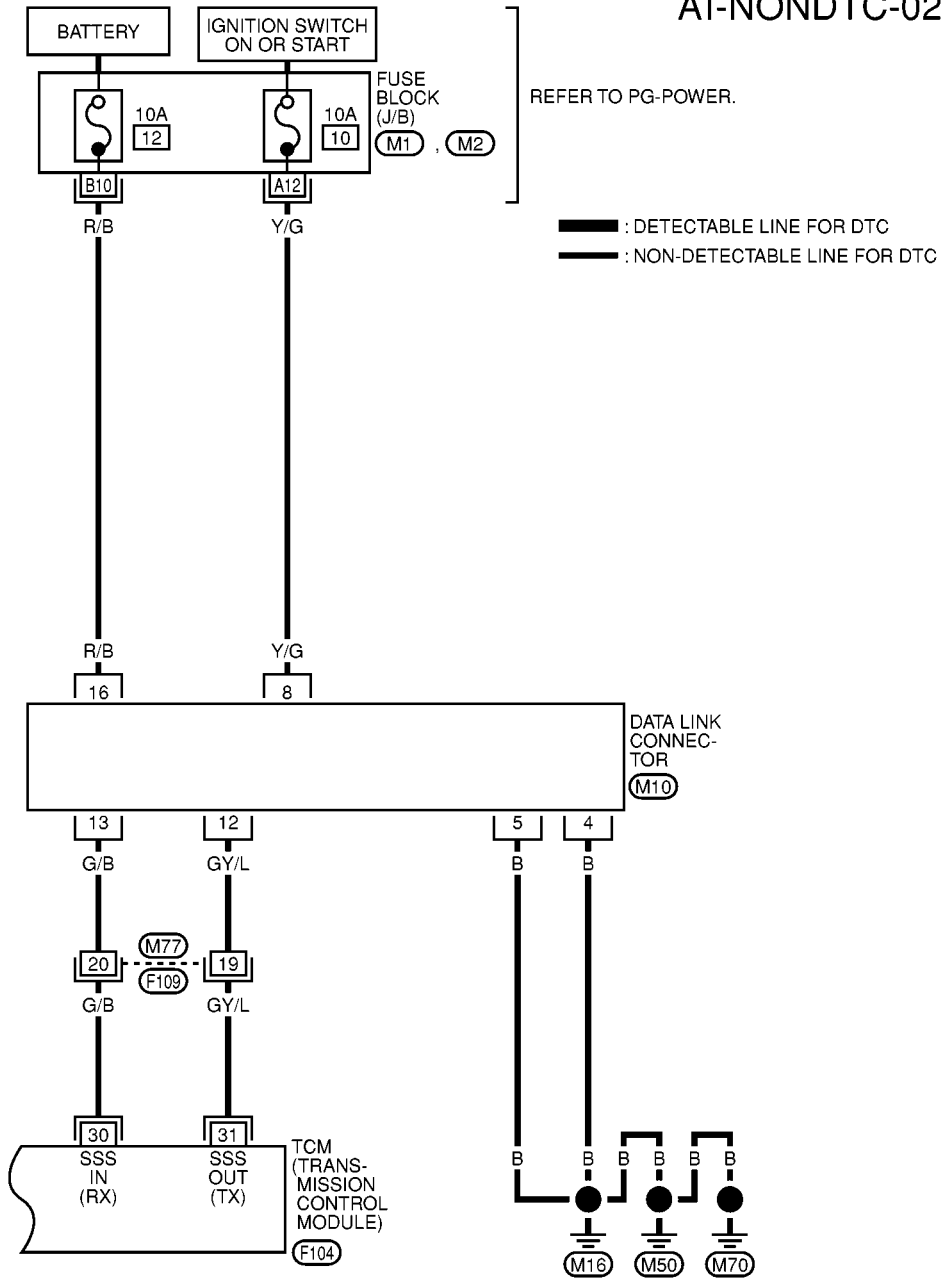 AT-NONDTC-02
BATTERY
IGNITION SWITCH
ON OR START
FUSE
BLOCK
(J/B)
M1 , M2
REFER TO PG-POWER.
10A
12
10A
10
B10
A12
R/B
Y/G
: DETECTABLE LINE FOR DTC
: NON-DETECTABLE LINE FOR DTC
R/B
Y/G
16
8
DATA LINK
CONNEC-
TOR
M10
13
12
5
4
G/B
GY/L
B
B
M77
20
19
F109
G/B
GY/L
30
31
SSS
IN
(RX)
SSS
OUT
(TX)
TCM
(TRANS-
MISSION
CONTROL
MODULE)
F104
B
B
B
B
B
B
M16
M50
M70